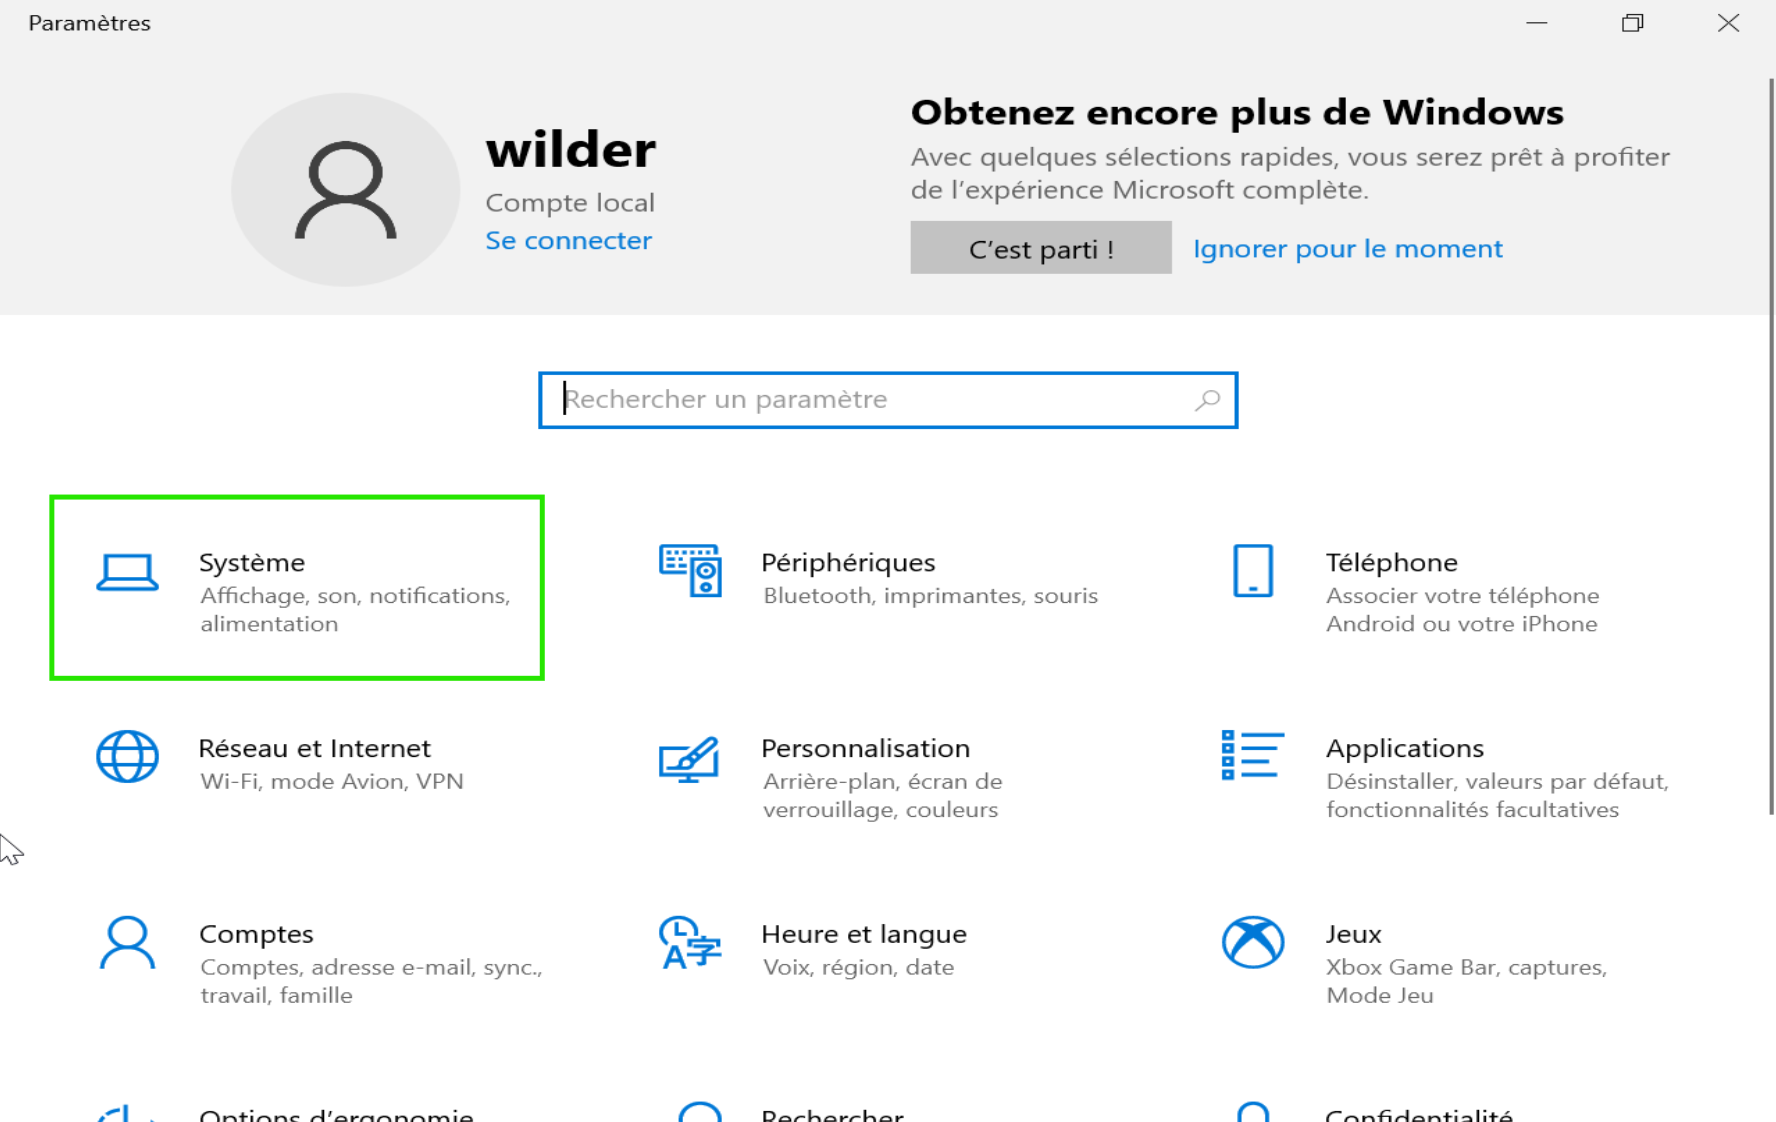 Paramètres
wilder
Compte local
Se connecter
Obtenez encore plus de Windows
Avec quelques sélections rapides, vous serez prêt à profiter
de l'expérience Microsoft complète.
C'est parti !
Ignorer pour le moment
Rechercher un paramètre
Système
Affichage, son, notifications,
alimentation
Périphériques
Bluetooth, imprimantes, souris
Téléphone
Associer votre téléphone
Android ou votre iPhone
Réseau et Internet
Wi-Fi, mode Avion, VPN
Personnalisation
Arrière-plan, écran de
verrouillage, couleurs
Applications
Désinstaller, valeurs par défaut,
fonctionnalités facultatives
Comptes
Comptes, adresse e-mail, sync.,
travail, famille
Heure et langue
Voix, région, date
Jeux
Xbox Game Bar, captures,
Mode Jeu
Options d'ergonomie
Rechercher
Confidentialité